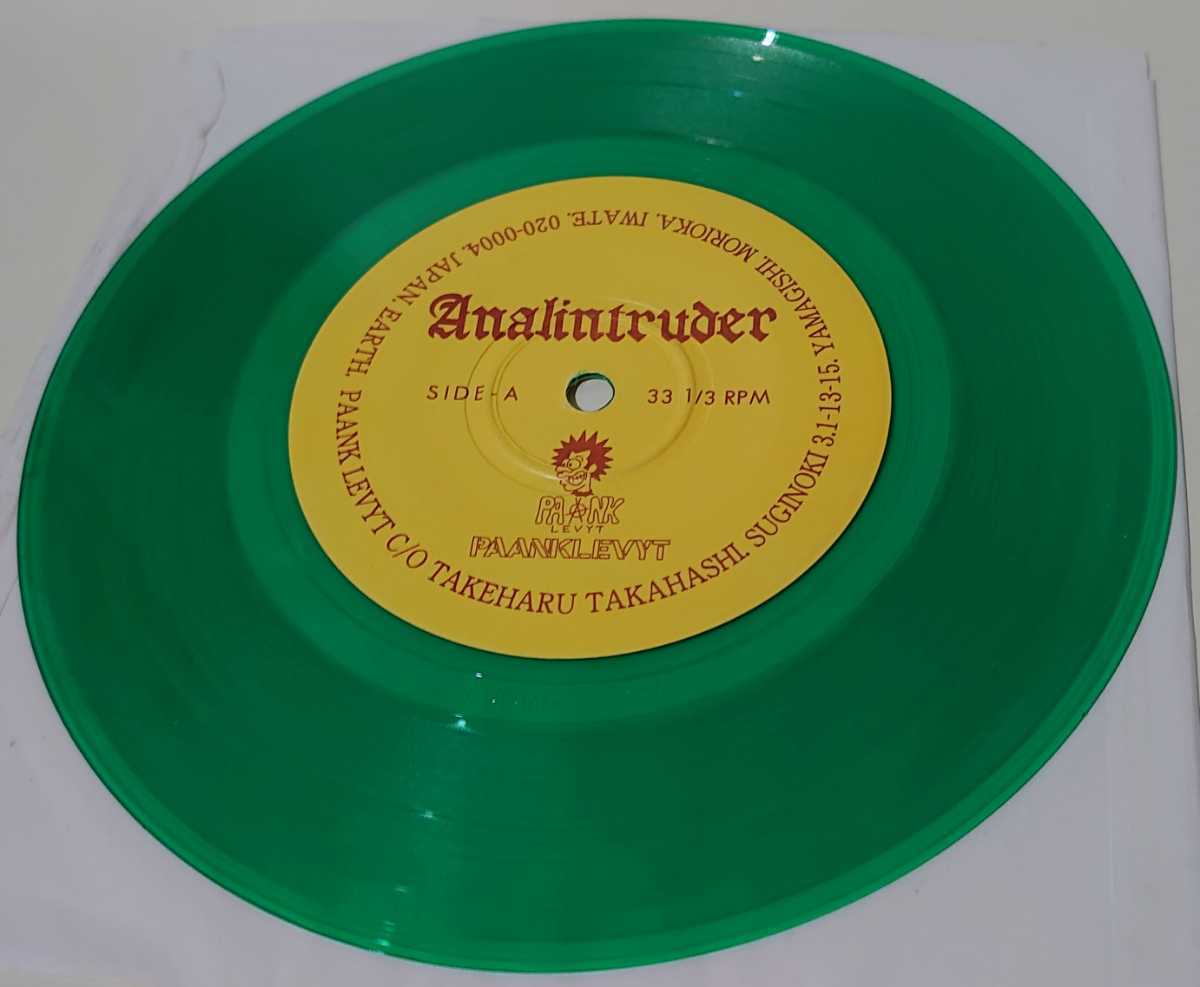 Analintruder
SIDE-A
33 1/3 RPM
PAANK
LEVYT
PAANKLEVYT
PAANK LEVYT C/O TAKEHARU TAKAHASHI. SUGINOKI 3.1-13-15. YAMAGISHI. MORIOKA. IWATE. 020-0004. JAPAN. EARTH.